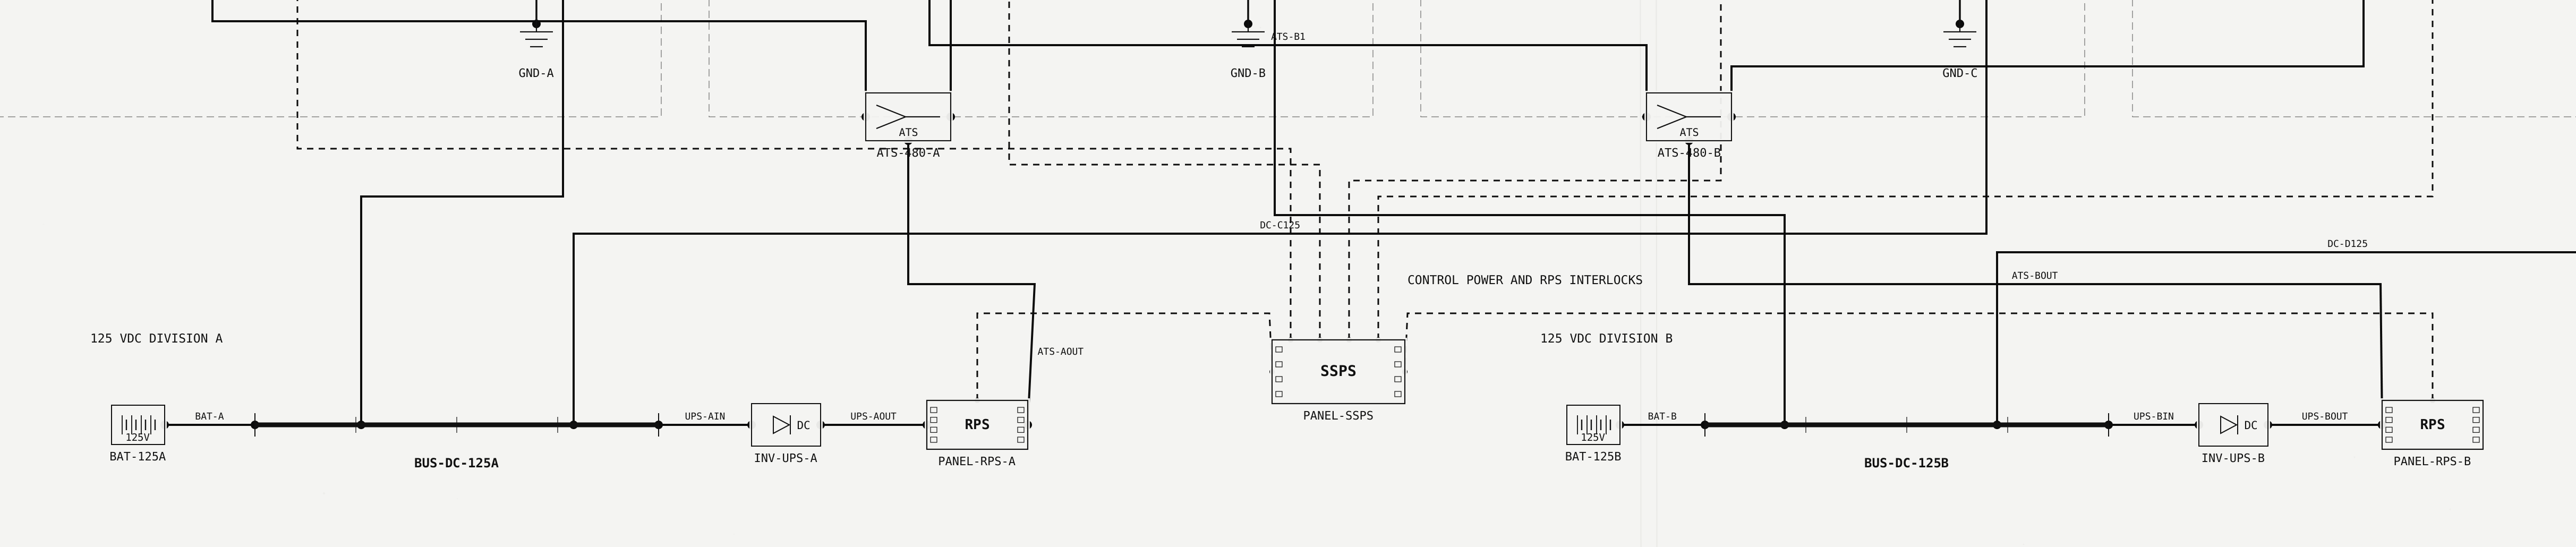 ATS-B1
GND-A
GND-B
GND-C
ATS
ATS
ATS-480-A
ATS-480-B
DC-C125
DC-D125
ATS-BOUT
CONTROL POWER AND RPS INTERLOCKS
125 VDC DIVISION A
125 VDC DIVISION B
ATS-AOUT
SSPS
PANEL-SSPS
BAT-A
UPS-AIN
UPS-AOUT
BAT-B
UPS-BIN
UPS-BOUT
DC
RPS
DC
RPS
125V
125V
BAT-125A
INV-UPS-A
PANEL-RPS-A
BAT-125B
INV-UPS-B
PANEL-RPS-B
BUS-DC-125A
BUS-DC-125B